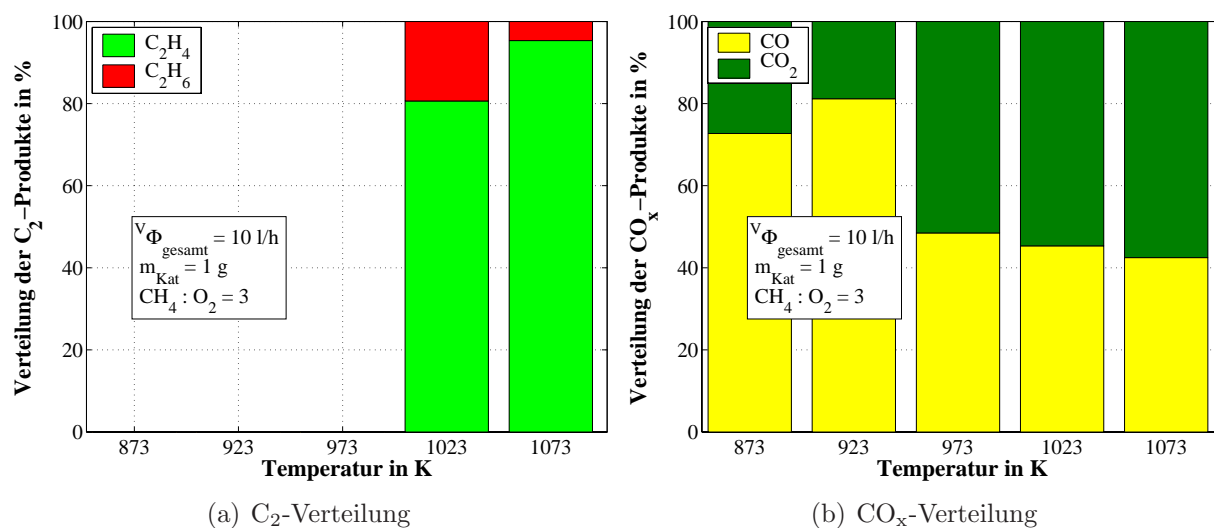 Verteilung der C2−Produkte in %
100
80
60
40
20
0
C2H4
C2H6
VΦgesamt = 10 l/h
mKat = 1 g
CH4 : O2 = 3
873 923 973 1023 1073
Temperatur in K
(a) C2-Verteilung
Verteilung der COx−Produkte in %
100
80
60
40
20
0
CO
CO2
VΦgesamt = 10 l/h
mKat = 1 g
CH4 : O2 = 3
873 923 973 1023 1073
Temperatur in K
(b) COx-Verteilung